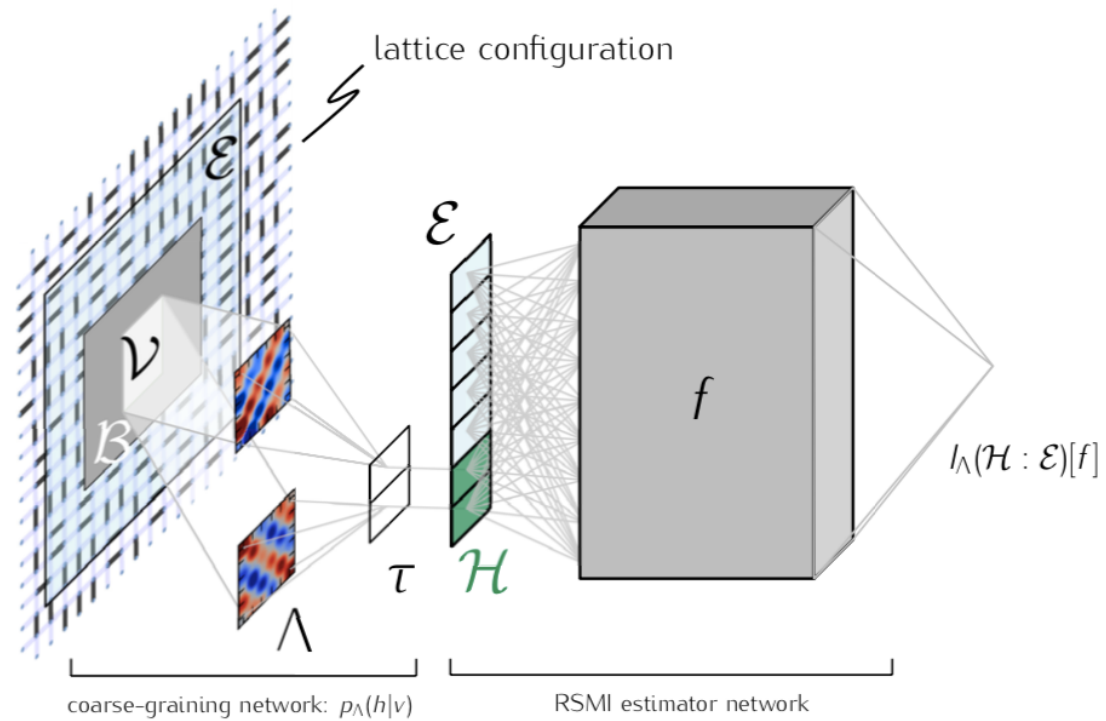 lattice configuration
ℰ
ℰ
𝒱
ℬ
f
I_Λ(ℋ : ℰ)[f]
τ
ℋ
Λ
coarse-graining network: p_Λ(h|v)
RSMI estimator network